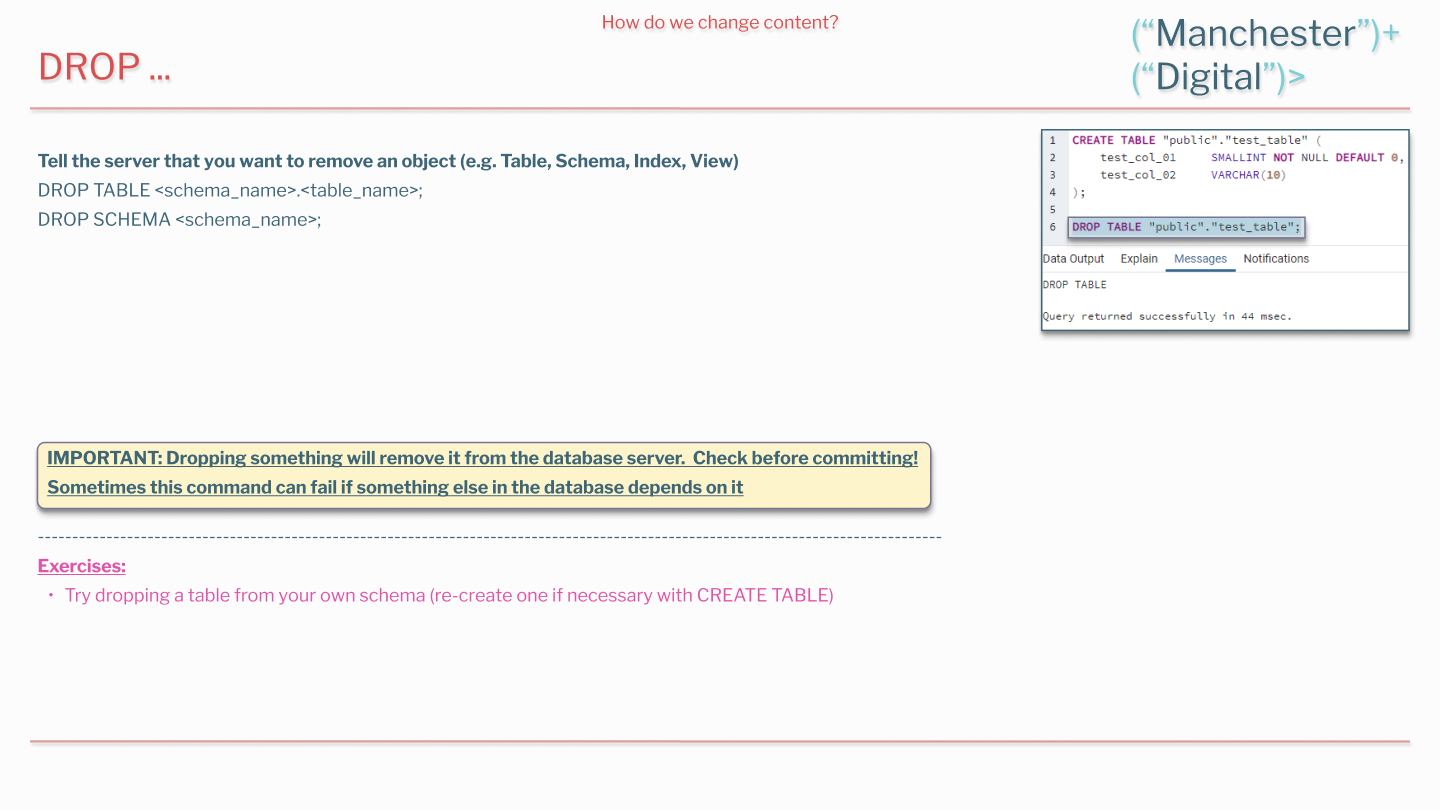 How do we change content?
DROP ...
(“Manchester”)+
(“Digital”)>
Tell the server that you want to remove an object (e.g. Table, Schema, Index, View)
DROP TABLE <schema_name>.<table_name>;
DROP SCHEMA <schema_name>;
1 CREATE TABLE "public"."test_table" (
2 test_col_01 SMALLINT NOT NULL DEFAULT 0,
3 test_col_02 VARCHAR(10)
4 );
5
6 DROP TABLE "public"."test_table";
Data Output Explain Messages Notifications
DROP TABLE
Query returned successfully in 44 msec.
IMPORTANT: Dropping something will remove it from the database server.  Check before committing!
Sometimes this command can fail if something else in the database depends on it
------------------------------------------------------------------------------------------------------------------------------------
Exercises:
• Try dropping a table from your own schema (re-create one if necessary with CREATE TABLE)